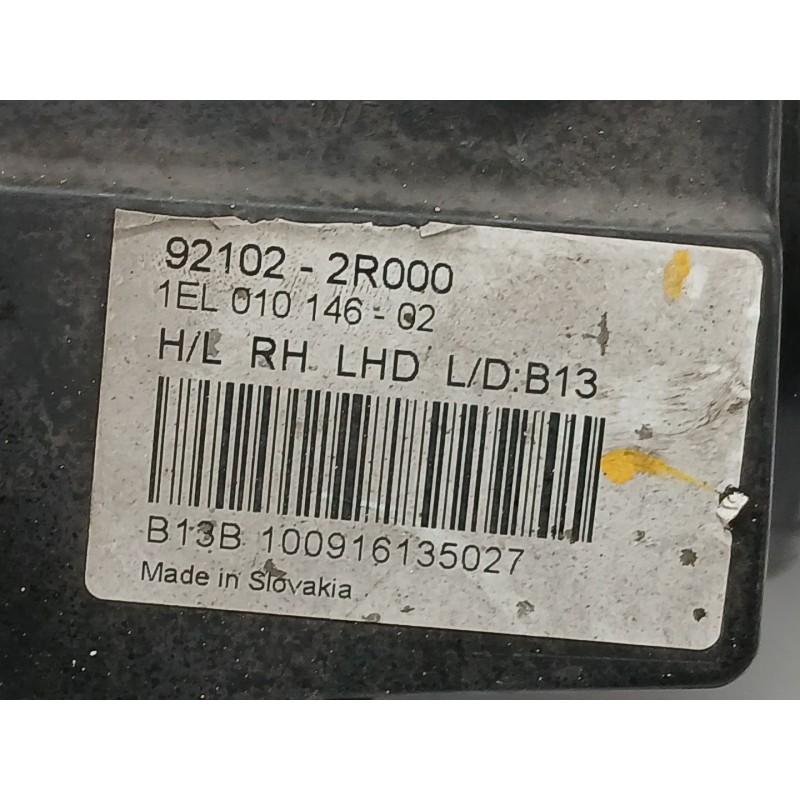 92102 - 2R000
1EL 010 146 - 02
H/L RH LHD L/D:B13
B13B 100916135027
Made in Slovakia